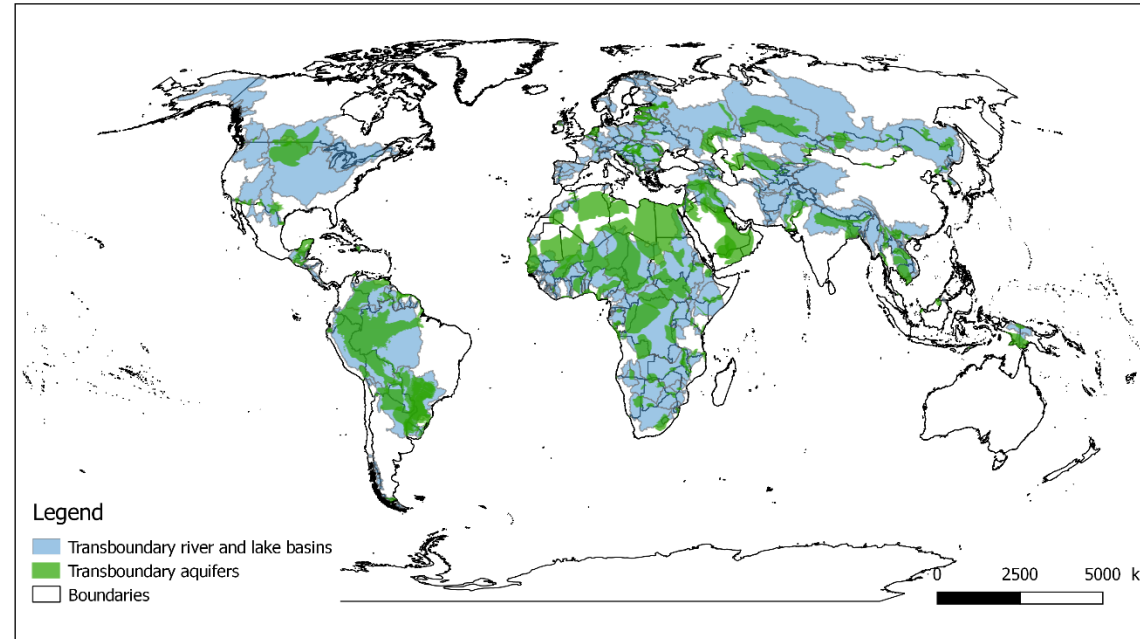 Legend
Transboundary river and lake basins
Transboundary aquifers
Boundaries
0 2500 5000 k